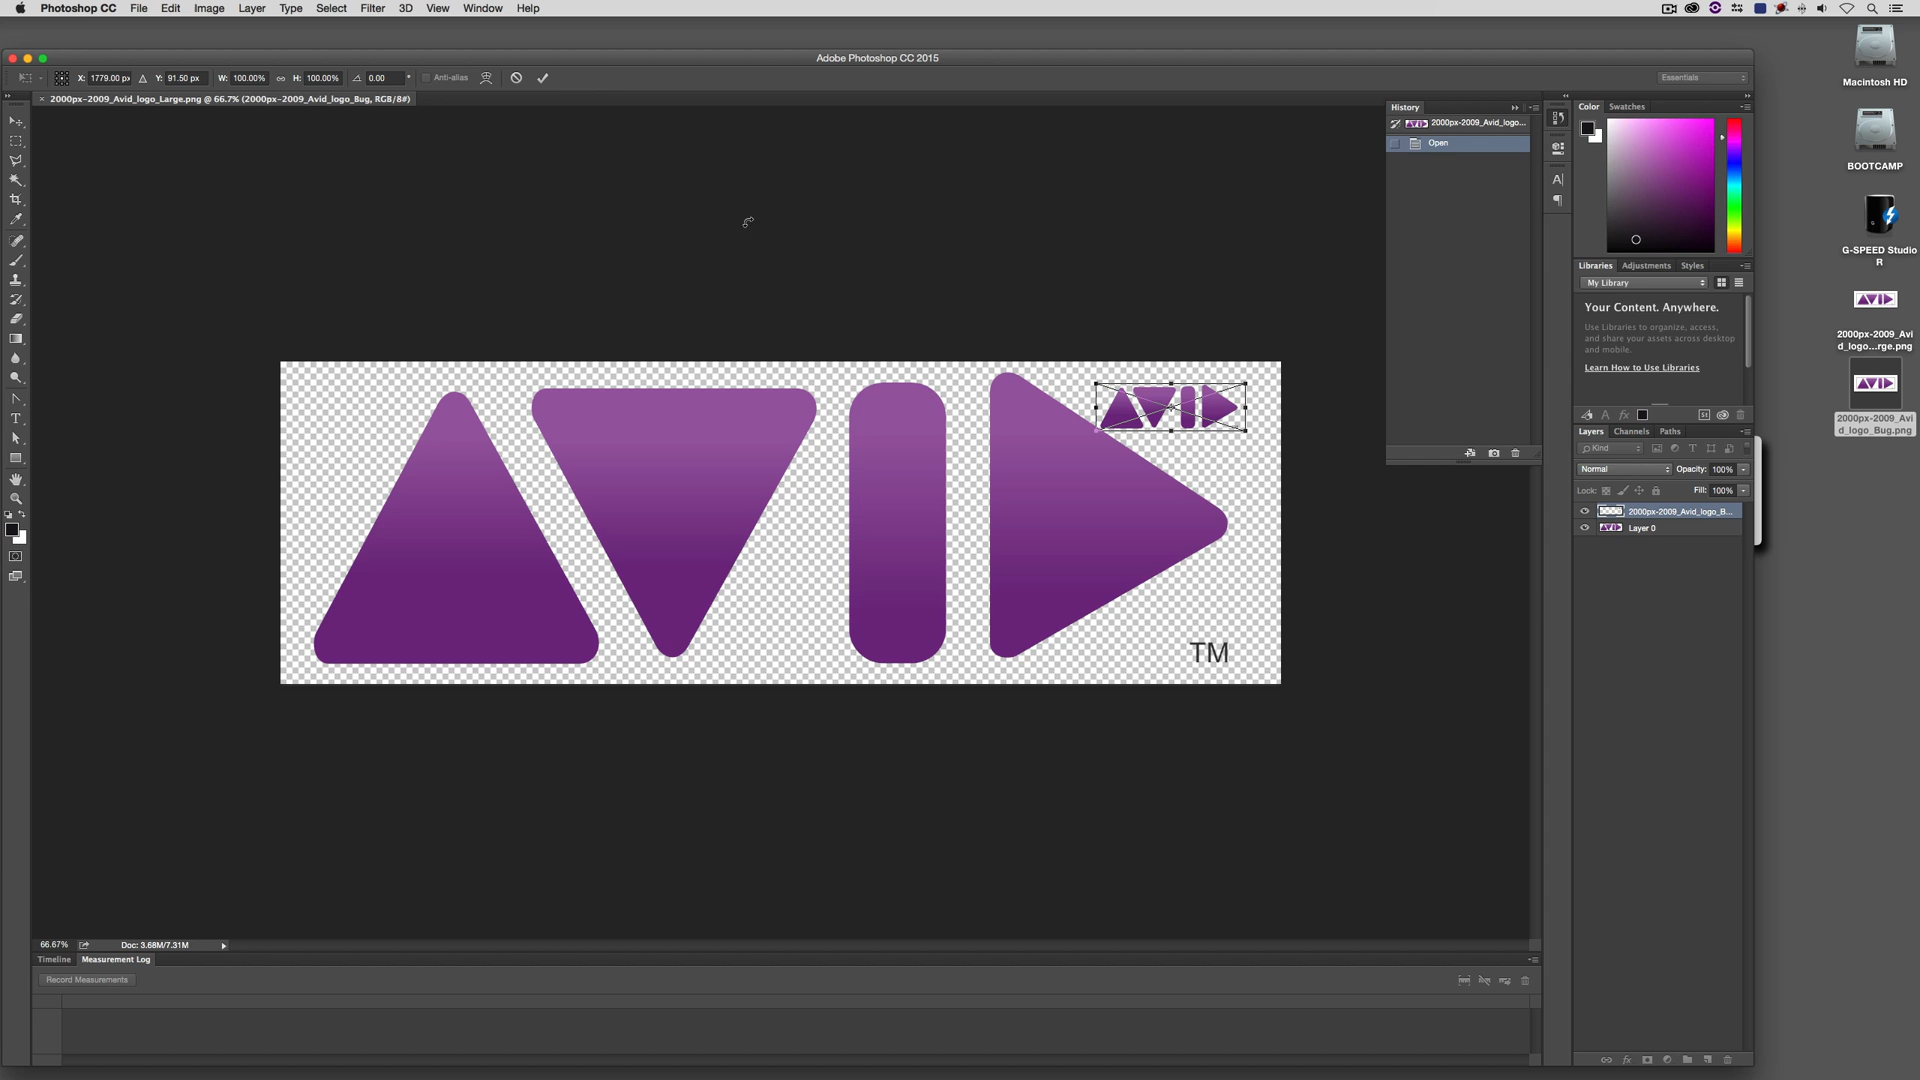 Photoshop CC File Edit Image Layer Type Select Filter 3D View Window Help
Adobe Photoshop CC 2015
X: 1779.00 px Y: 91.50 px W: 100.00% H: 100.00% 0.00 ° Anti-alias Essentials
× 2000px-2009_Avid_logo_Large.png @ 66.7% (2000px-2009_Avid_logo_Bug, RGB/8#)
History
2000px-2009_Avid_logo...
Open
Color Swatches
Libraries Adjustments Styles
My Library
Your Content. Anywhere.
Use Libraries to organize, access,
and share your assets across desktop
and mobile.
Learn How to Use Libraries
Layers Channels Paths
Kind
Normal Opacity: 100%
Lock: Fill: 100%
2000px-2009_Avid_logo_B...
Layer 0
TM
66.67% Doc: 3.68M/7.31M
Timeline Measurement Log
Record Measurements
Macintosh HD
BOOTCAMP
G-SPEED Studio
R
2000px-2009_Avi
d_logo...rge.png
2000px-2009_Avi
d_logo_Bug.png